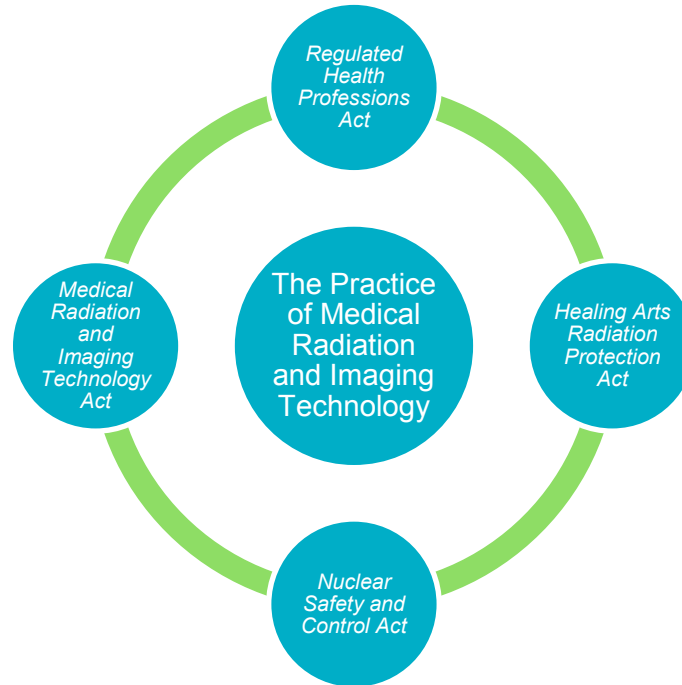 Regulated
Health
Professions
Act
Medical
Radiation
and
Imaging
Technology
Act
The Practice
of Medical
Radiation
and Imaging
Technology
Healing Arts
Radiation
Protection
Act
Nuclear
Safety and
Control Act